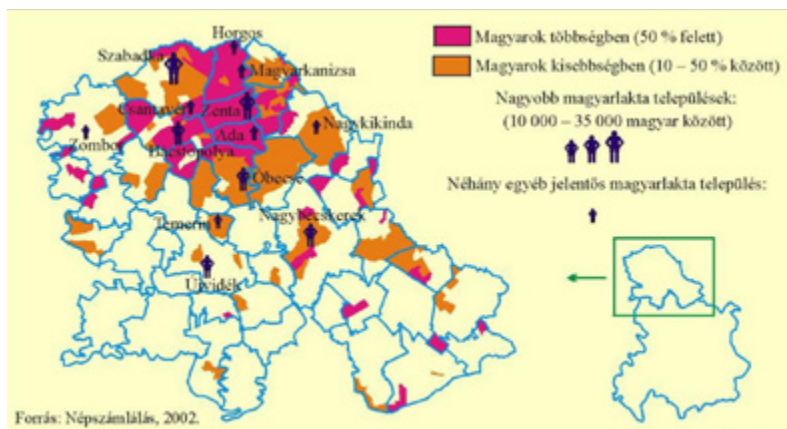 Horgos
Szabadka
Magyarkanizsa
Csantavér
Zenta
Nagykikinda
Zombor
Ada
Bácstopolya
Óbecse
Temerin
Nagybecskerek
Újvidék
Magyarok többségben (50 % felett)
Magyarok kisebbségben (10 – 50 % között)
Nagyobb magyarlakta települések:
(10 000 – 35 000 magyar között)
Néhány egyéb jelentős magyarlakta település:
Forrás: Népszámlálás, 2002.